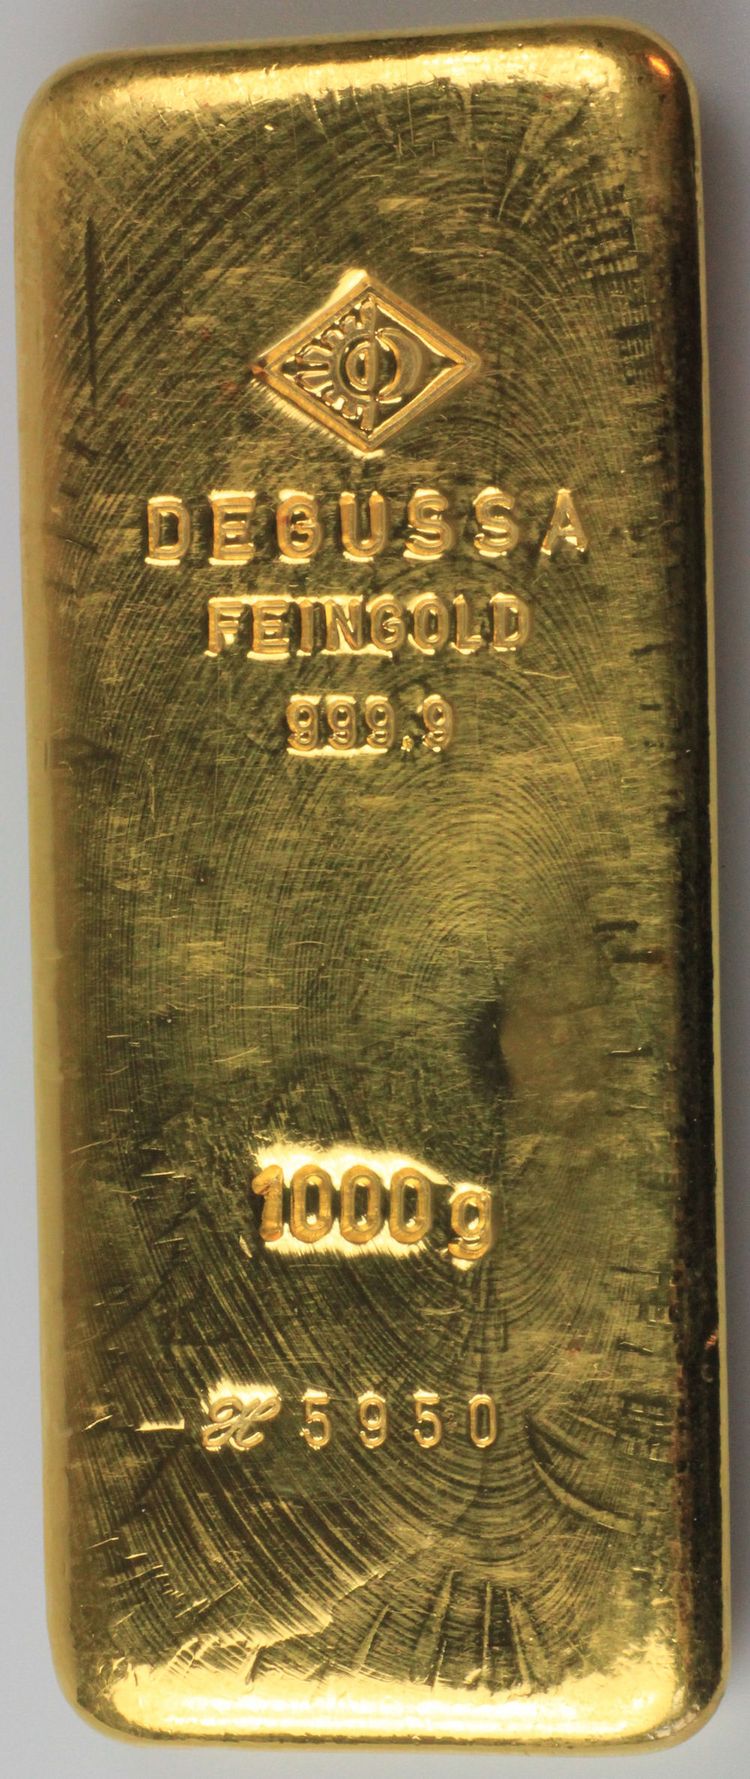 DEGUSSA
FEINGOLD
999,9
1000 g
H 5950